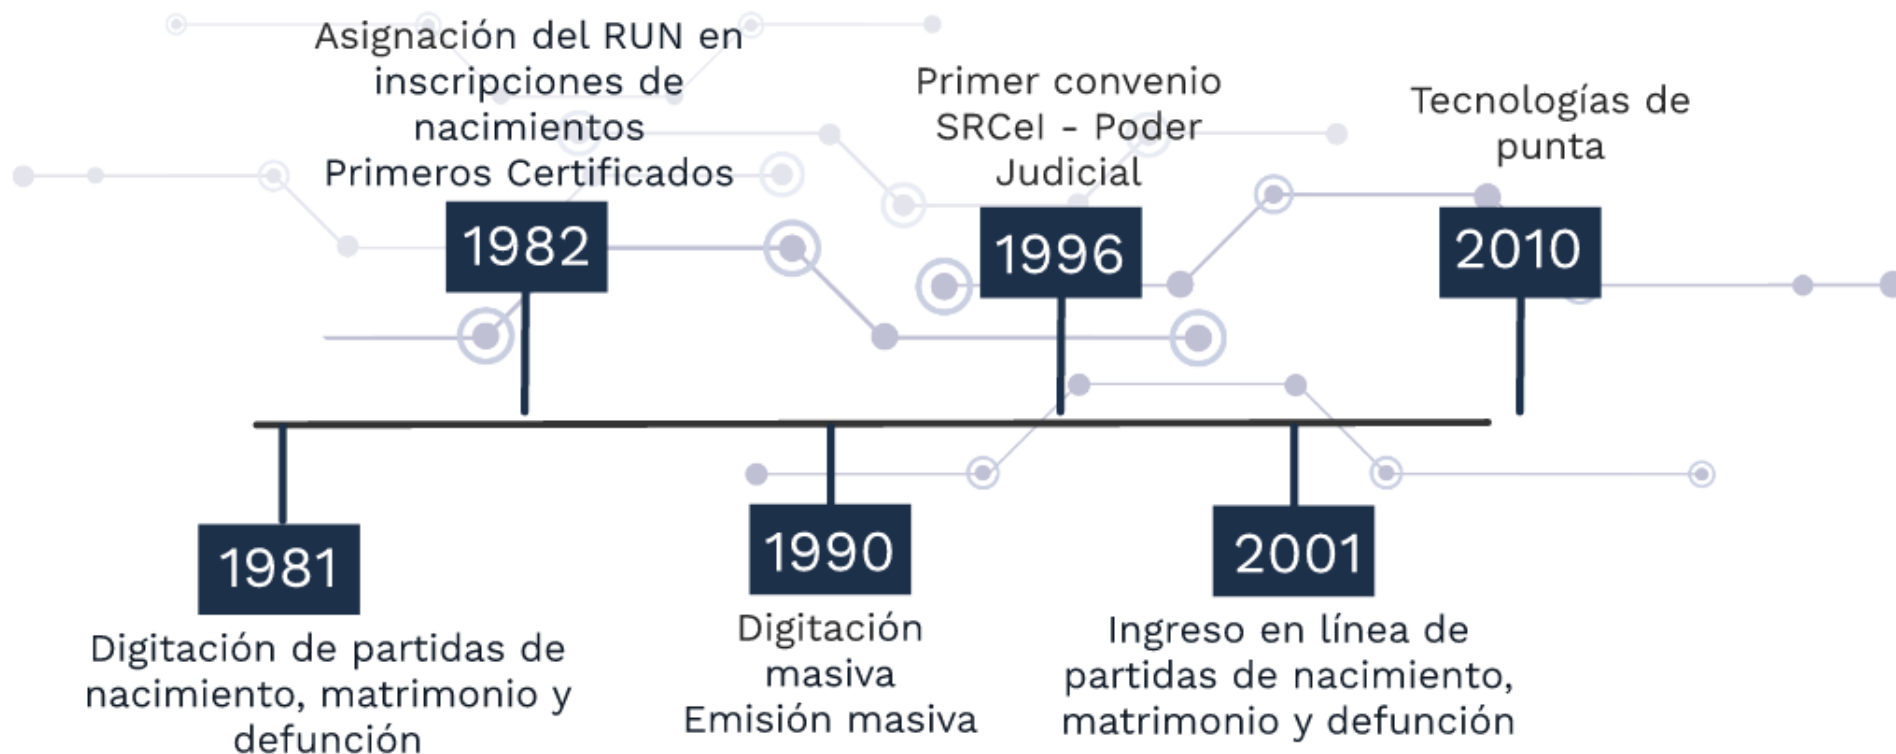 Asignación del RUN en
inscripciones de
nacimientos
Primeros Certificados
1982
Primer convenio
SRCeI - Poder
Judicial
1996
Tecnologías de
punta
2010
1981
Digitación de partidas de
nacimiento, matrimonio y
defunción
1990
Digitación
masiva
Emisión masiva
2001
Ingreso en línea de
partidas de nacimiento,
matrimonio y defunción